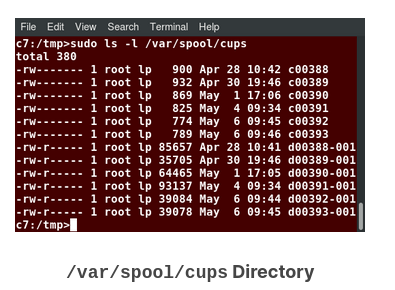 File Edit View Search Terminal Help
c7:/tmp>sudo ls -l /var/spool/cups
total 380
-rw------- 1 root lp   900 Apr 28 10:42 c00388
-rw------- 1 root lp   932 Apr 30 19:46 c00389
-rw------- 1 root lp   869 May  1 17:06 c00390
-rw------- 1 root lp   825 May  4 09:34 c00391
-rw------- 1 root lp   774 May  6 09:45 c00392
-rw------- 1 root lp   789 May  6 09:46 c00393
-rw-r----- 1 root lp 85657 Apr 28 10:41 d00388-001
-rw-r----- 1 root lp 35705 Apr 30 19:46 d00389-001
-rw-r----- 1 root lp 64465 May  1 17:05 d00390-001
-rw-r----- 1 root lp 93137 May  4 09:34 d00391-001
-rw-r----- 1 root lp 39084 May  6 09:44 d00392-001
-rw-r----- 1 root lp 39078 May  6 09:45 d00393-001
c7:/tmp>
/var/spool/cups Directory